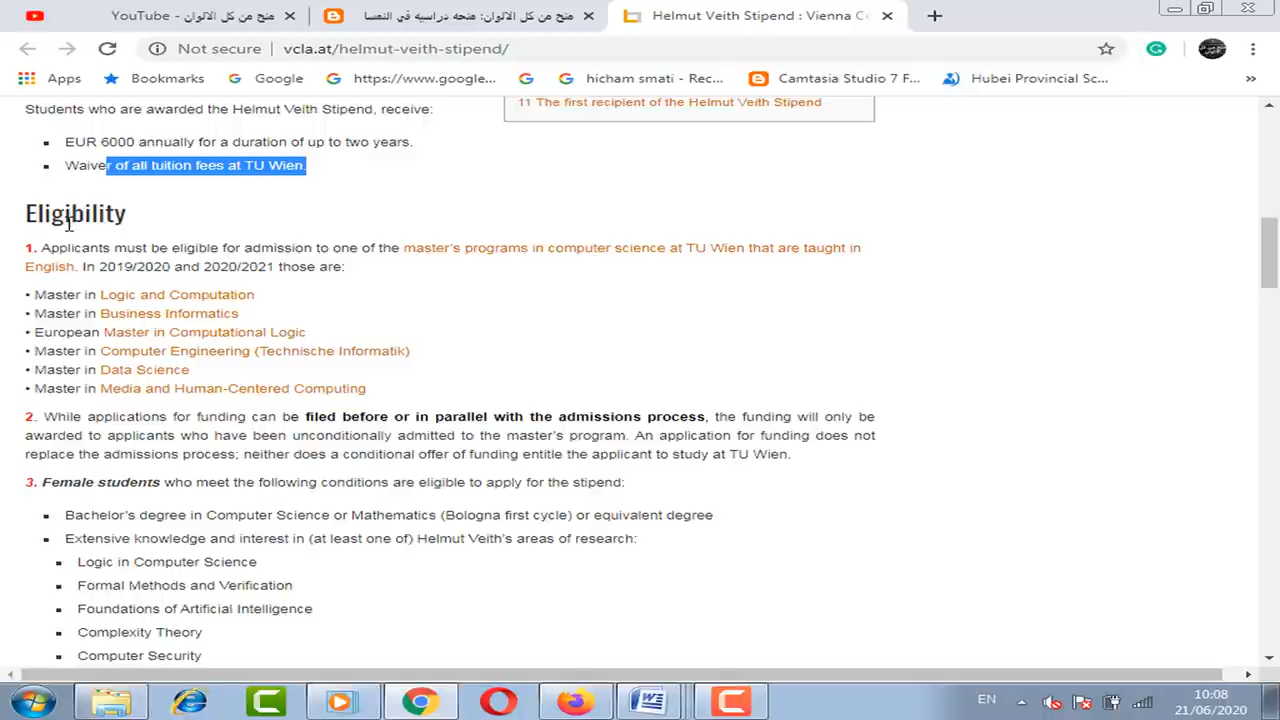 منح من كل الالوان - YouTube
منح من كل الالوان: منحه دراسيه في النمسا
Helmut Veith Stipend : Vienna Ce
Not secure vcla.at/helmut-veith-stipend/
Apps Bookmarks Google https://www.google... hicham smati - Rec... Camtasia Studio 7 F... Hubei Provincial Sc... »
Students who are awarded the Helmut Veith Stipend, receive:
11 The first recipient of the Helmut Veith Stipend
▪ EUR 6000 annually for a duration of up to two years.
▪ Waiver of all tuition fees at TU Wien.
Eligibility
1. Applicants must be eligible for admission to one of the master's programs in computer science at TU Wien that are taught in
English. In 2019/2020 and 2020/2021 those are:
• Master in Logic and Computation
• Master in Business Informatics
• European Master in Computational Logic
• Master in Computer Engineering (Technische Informatik)
• Master in Data Science
• Master in Media and Human-Centered Computing
2. While applications for funding can be filed before or in parallel with the admissions process, the funding will only be
awarded to applicants who have been unconditionally admitted to the master's program. An application for funding does not
replace the admissions process; neither does a conditional offer of funding entitle the applicant to study at TU Wien.
3. Female students who meet the following conditions are eligible to apply for the stipend:
▪ Bachelor's degree in Computer Science or Mathematics (Bologna first cycle) or equivalent degree
▪ Extensive knowledge and interest in (at least one of) Helmut Veith's areas of research:
▪ Logic in Computer Science
▪ Formal Methods and Verification
▪ Foundations of Artificial Intelligence
▪ Complexity Theory
▪ Computer Security
EN 10:08
21/06/2020